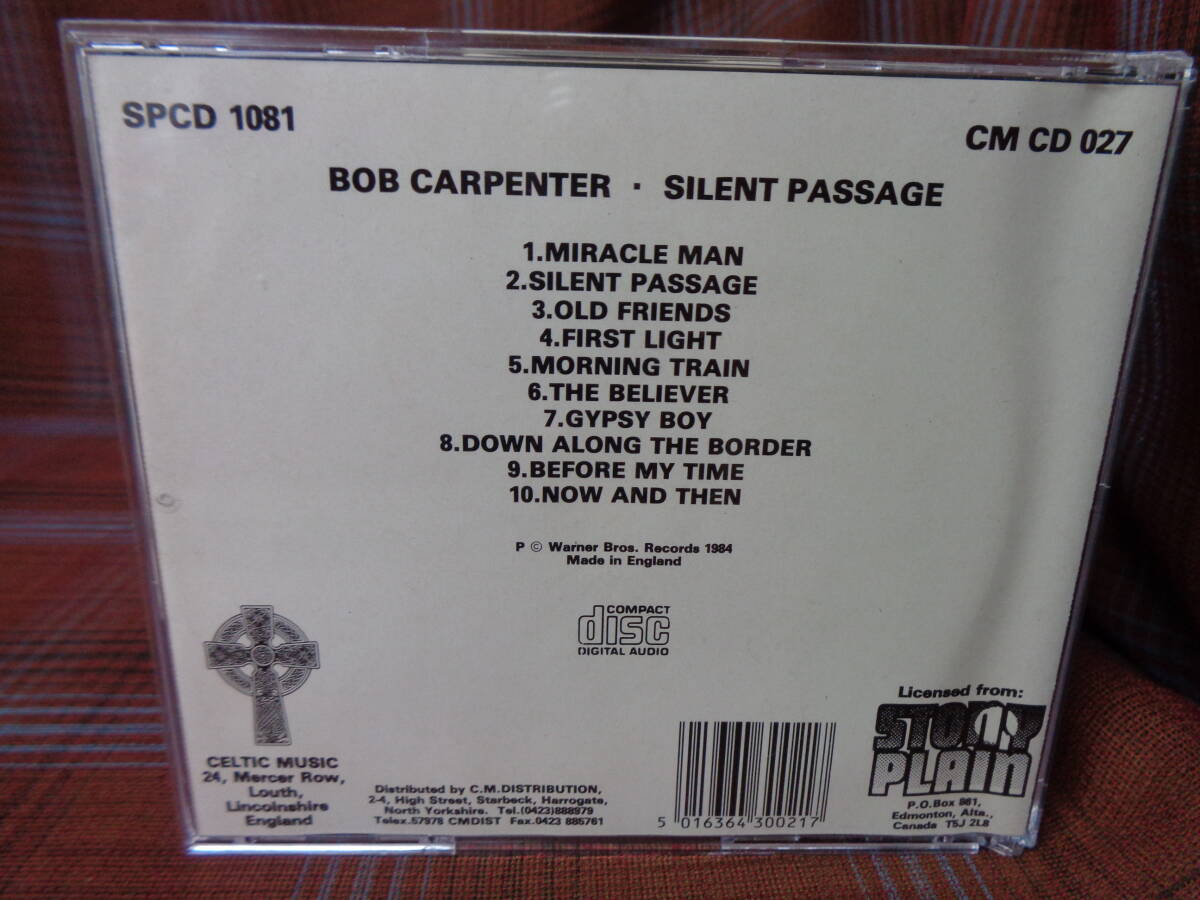 SPCD 1081
CM CD 027
BOB CARPENTER · SILENT PASSAGE
1.MIRACLE MAN
2.SILENT PASSAGE
3.OLD FRIENDS
4.FIRST LIGHT
5.MORNING TRAIN
6.THE BELIEVER
7.GYPSY BOY
8.DOWN ALONG THE BORDER
9.BEFORE MY TIME
10.NOW AND THEN
P © Warner Bros. Records 1984
Made in England
COMPACT
disc
DIGITAL AUDIO
CELTIC MUSIC
24, Mercer Row,
Louth,
Lincolnshire
England
Distributed by C.M.DISTRIBUTION,
2-4, High Street, Starbeck, Harrogate,
North Yorkshire. Tel.(0423)888979
Telex.57978 CMDIST Fax.0423 885761
5 016364 300217
Licensed from:
STONY
PLAIN
P.O.Box 861,
Edmonton, Alta.,
Canada T5J 2L8